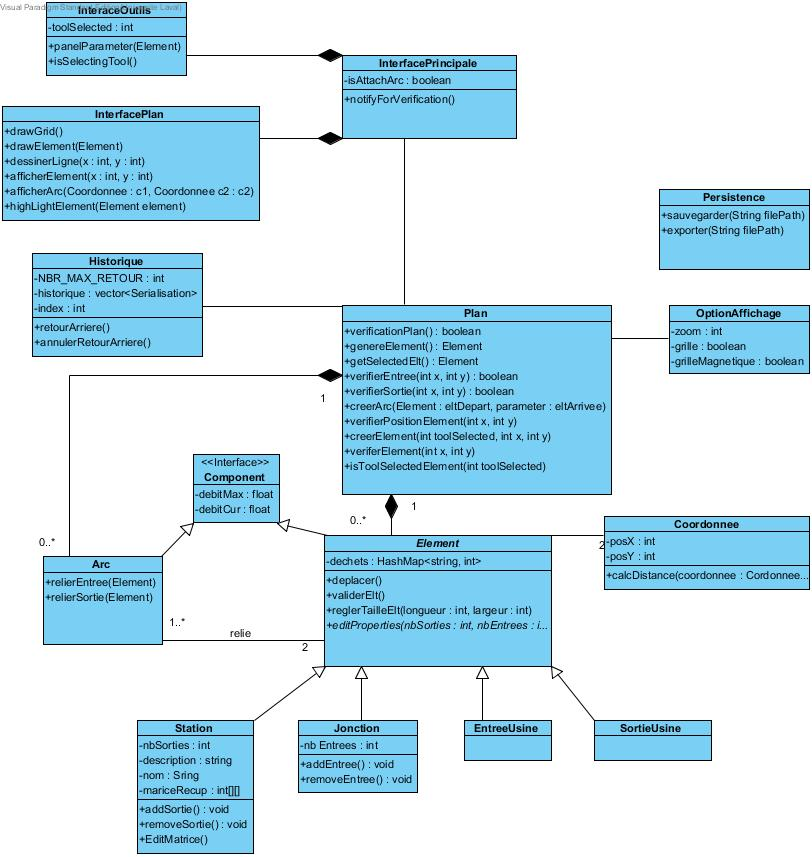 Visual Paradigm Standard
Laval)
InteraceOutils
-toolSelected : int
+panelParameter(Element)
+isSelectingTool()
InterfacePrincipale
-isAttachArc : boolean
+notifyForVerification()
InterfacePlan
+drawGrid()
+drawElement(Element)
+dessinerLigne(x : int, y : int)
+afficherElement(x : int, y : int)
+afficherArc(Coordonnee : c1, Coordonnee c2 : c2)
+highLightElement(Element element)
Persistence
+sauvegarder(String filePath)
+exporter(String filePath)
Historique
-NBR_MAX_RETOUR : int
-historique : vector<Serialisation>
-index : int
+retourArriere()
+annulerRetourArriere()
Plan
+verificationPlan() : boolean
+genereElement() : Element
+getSelectedElt() : Element
+verifierEntree(int x, int y) : boolean
+verifierSortie(int x, int y) : boolean
+creerArc(Element : eltDepart, parameter : eltArrivee)
+verifierPositionElement(int x, int y)
+creerElement(int toolSelected, int x, int y)
+veriferElement(int x, int y)
+isToolSelectedElement(int toolSelected)
OptionAffichage
-zoom : int
-grille : boolean
-grilleMagnetique : boolean
1
<<Interface>>
Component
-debitMax : float
-debitCur : float
1
0..*
0..*
Arc
+relierEntree(Element)
+relierSortie(Element)
Element
-dechets : HashMap<string, int>
+deplacer()
+validerElt()
+reglerTailleElt(longueur : int, largeur : int)
+editProperties(nbSorties : int, nbEntrees : i...
2
Coordonnee
-posX : int
-posY : int
+calcDistance(coordonnee : Cordonnee...
1..*
relie
2
Station
-nbSorties : int
-description : string
-nom : Sring
-mariceRecup : int[][]
+addSortie() : void
+removeSortie() : void
+EditMatrice()
Jonction
-nb Entrees : int
+addEntree() : void
+removeEntree() : void
EntreeUsine
SortieUsine